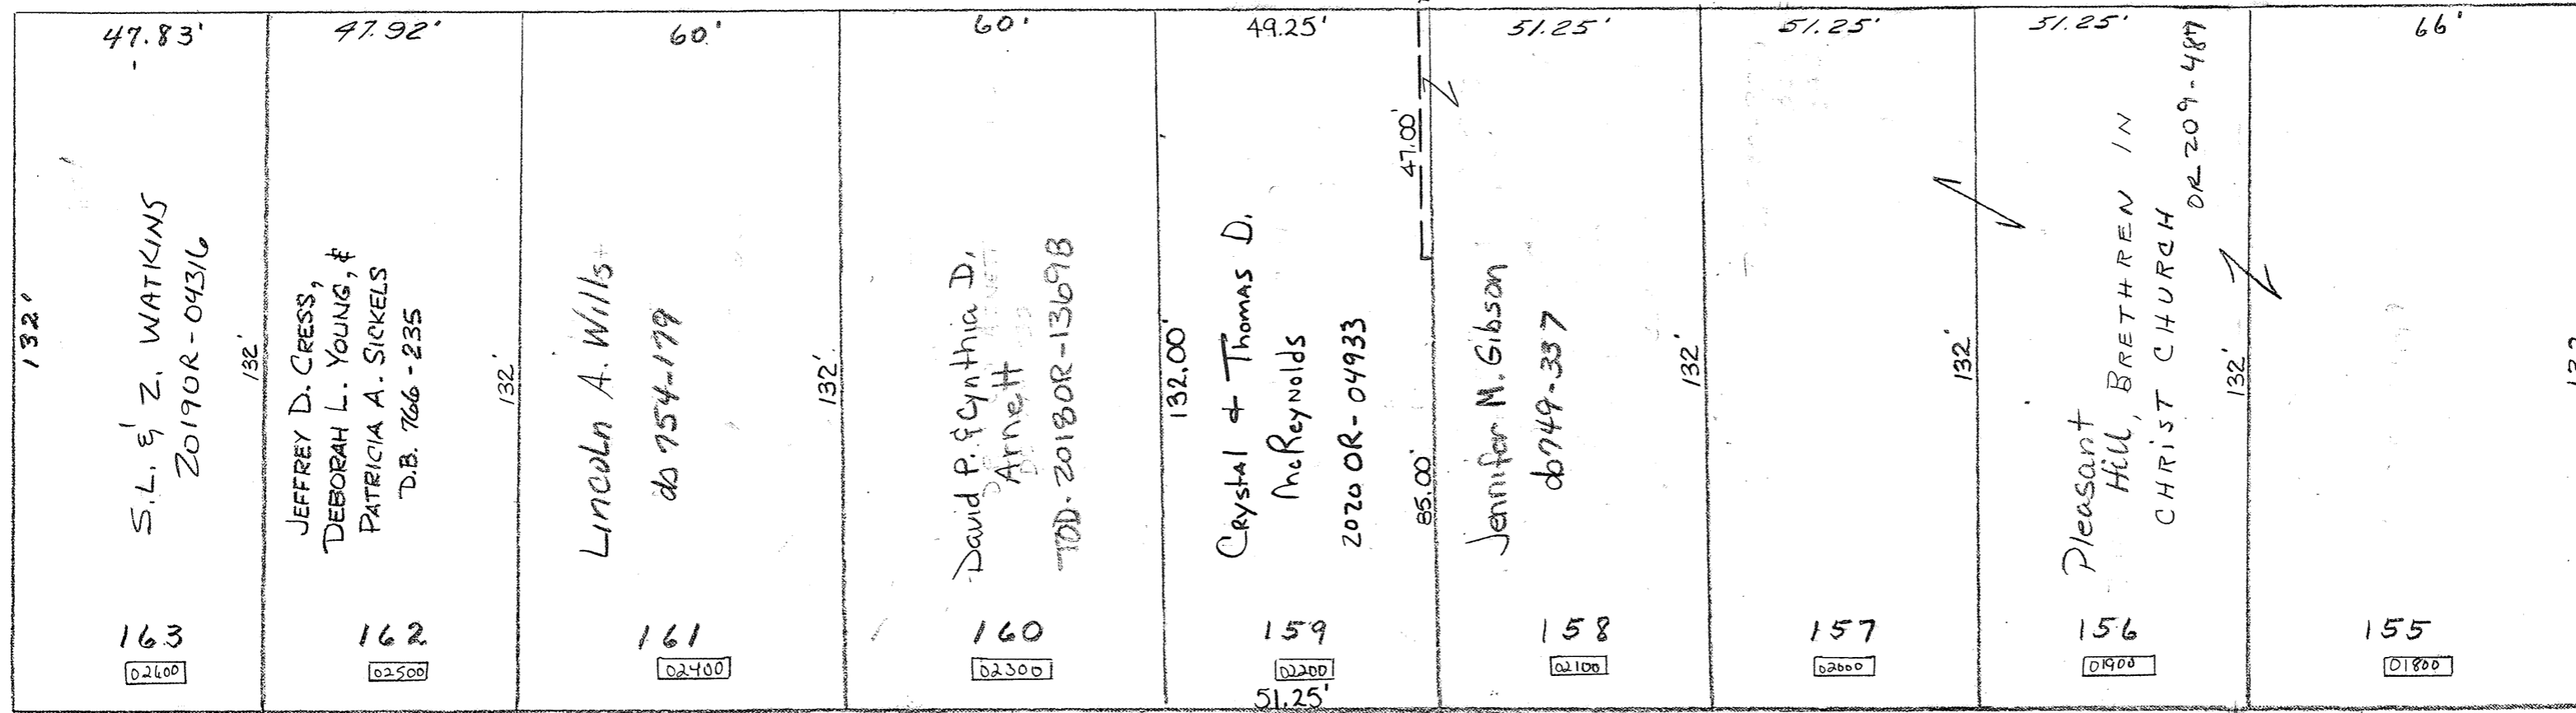 47.83'
47.92'
60'
60'
49.25'
51.25'
51.25'
51.25'
66'
132'
S.L. & Z. WATKINS
2019OR-04316
132'
JEFFREY D. CRESS,
DEBORAH L. YOUNG, &
PATRICIA A. SICKELS
D.B. 766-235
132'
Lincoln A. Wills
db 754-179
132'
David P. & Cynthia D.
Arnett
TOD. 2018OR-13698
132.00'
Crystal & Thomas D.
McReynolds
2020 OR-04933
47.00'
85.00'
Jennifer M. Gibson
db749-337
132'
132'
Pleasant
Hill, BRETHREN IN
CHRIST CHURCH
OR 209-487
132'
163
162
161
160
159
158
157
156
155
02600
02500
02400
02300
02200
02100
02000
01900
01800
51.25'